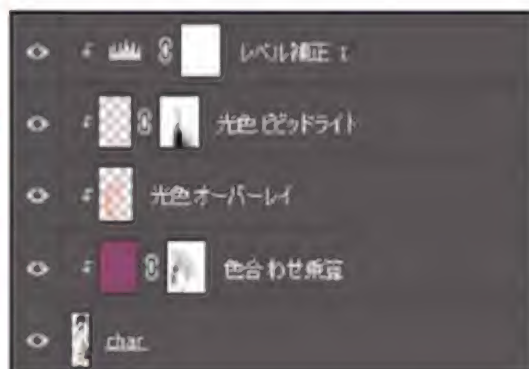 レベル補正 1
光色 ビビッドライト
光色 オーバーレイ
色合わせ乗算
char